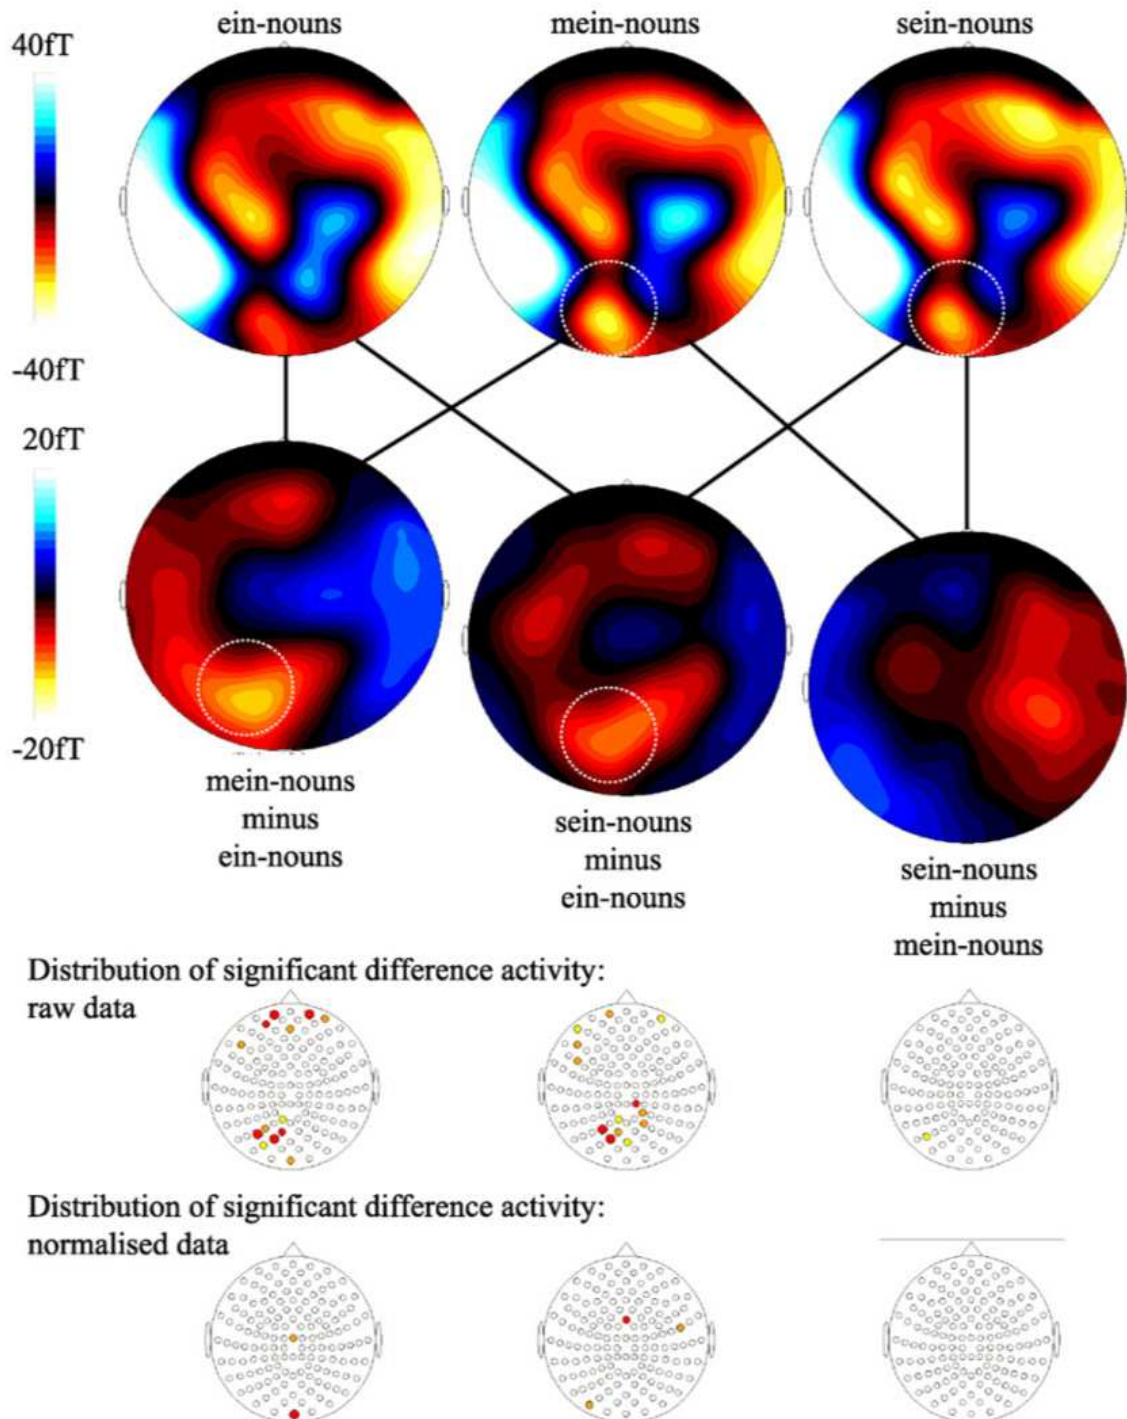 ein-nouns
mein-nouns
sein-nouns
40fT
-40fT
20fT
-20fT
mein-nouns
minus
ein-nouns
sein-nouns
minus
ein-nouns
sein-nouns
minus
mein-nouns
Distribution of significant difference activity:
raw data
Distribution of significant difference activity:
normalised data